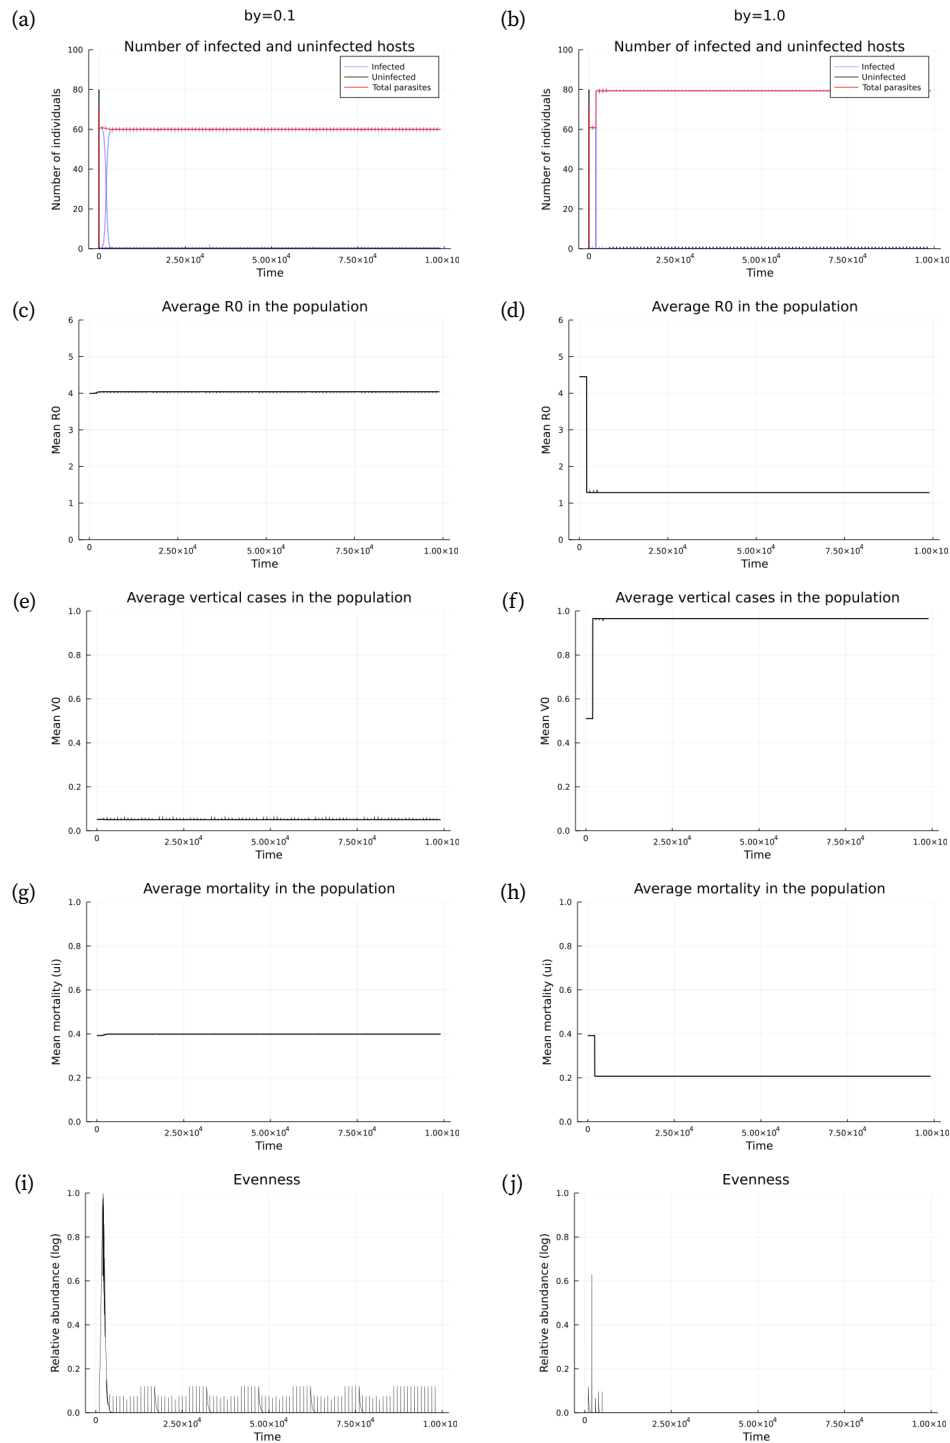 (a) by=0.1
(b) by=1.0
Number of infected and uninfected hosts
Number of individuals
100
80
60
40
20
0
Infected
Uninfected
Total parasites
0 2.50×10⁴ 5.00×10⁴ 7.50×10⁴ 1.00×10
Time
Number of infected and uninfected hosts
Number of individuals
100
80
60
40
20
0
Infected
Uninfected
Total parasites
0 2.50×10⁴ 5.00×10⁴ 7.50×10⁴ 1.00×10
Time
(c) Average R0 in the population
Mean R0
6
5
4
3
2
1
0
0 2.50×10⁴ 5.00×10⁴ 7.50×10⁴ 1.00×10
Time
(d) Average R0 in the population
Mean R0
6
5
4
3
2
1
0
0 2.50×10⁴ 5.00×10⁴ 7.50×10⁴ 1.00×10
Time
(e) Average vertical cases in the population
Mean V0
1.0
0.8
0.6
0.4
0.2
0.0
0 2.50×10⁴ 5.00×10⁴ 7.50×10⁴ 1.00×10
Time
(f) Average vertical cases in the population
Mean V0
1.0
0.8
0.6
0.4
0.2
0.0
0 2.50×10⁴ 5.00×10⁴ 7.50×10⁴ 1.00×10
Time
(g) Average mortality in the population
Mean mortality (ui)
1.0
0.8
0.6
0.4
0.2
0.0
0 2.50×10⁴ 5.00×10⁴ 7.50×10⁴ 1.00×10
Time
(h) Average mortality in the population
Mean mortality (ui)
1.0
0.8
0.6
0.4
0.2
0.0
0 2.50×10⁴ 5.00×10⁴ 7.50×10⁴ 1.00×10
Time
(i) Evenness
Relative abundance (log)
1.0
0.8
0.6
0.4
0.2
0.0
0 2.50×10⁴ 5.00×10⁴ 7.50×10⁴ 1.00×10
Time
(j) Evenness
Relative abundance (log)
1.0
0.8
0.6
0.4
0.2
0.0
0 2.50×10⁴ 5.00×10⁴ 7.50×10⁴ 1.00×10
Time